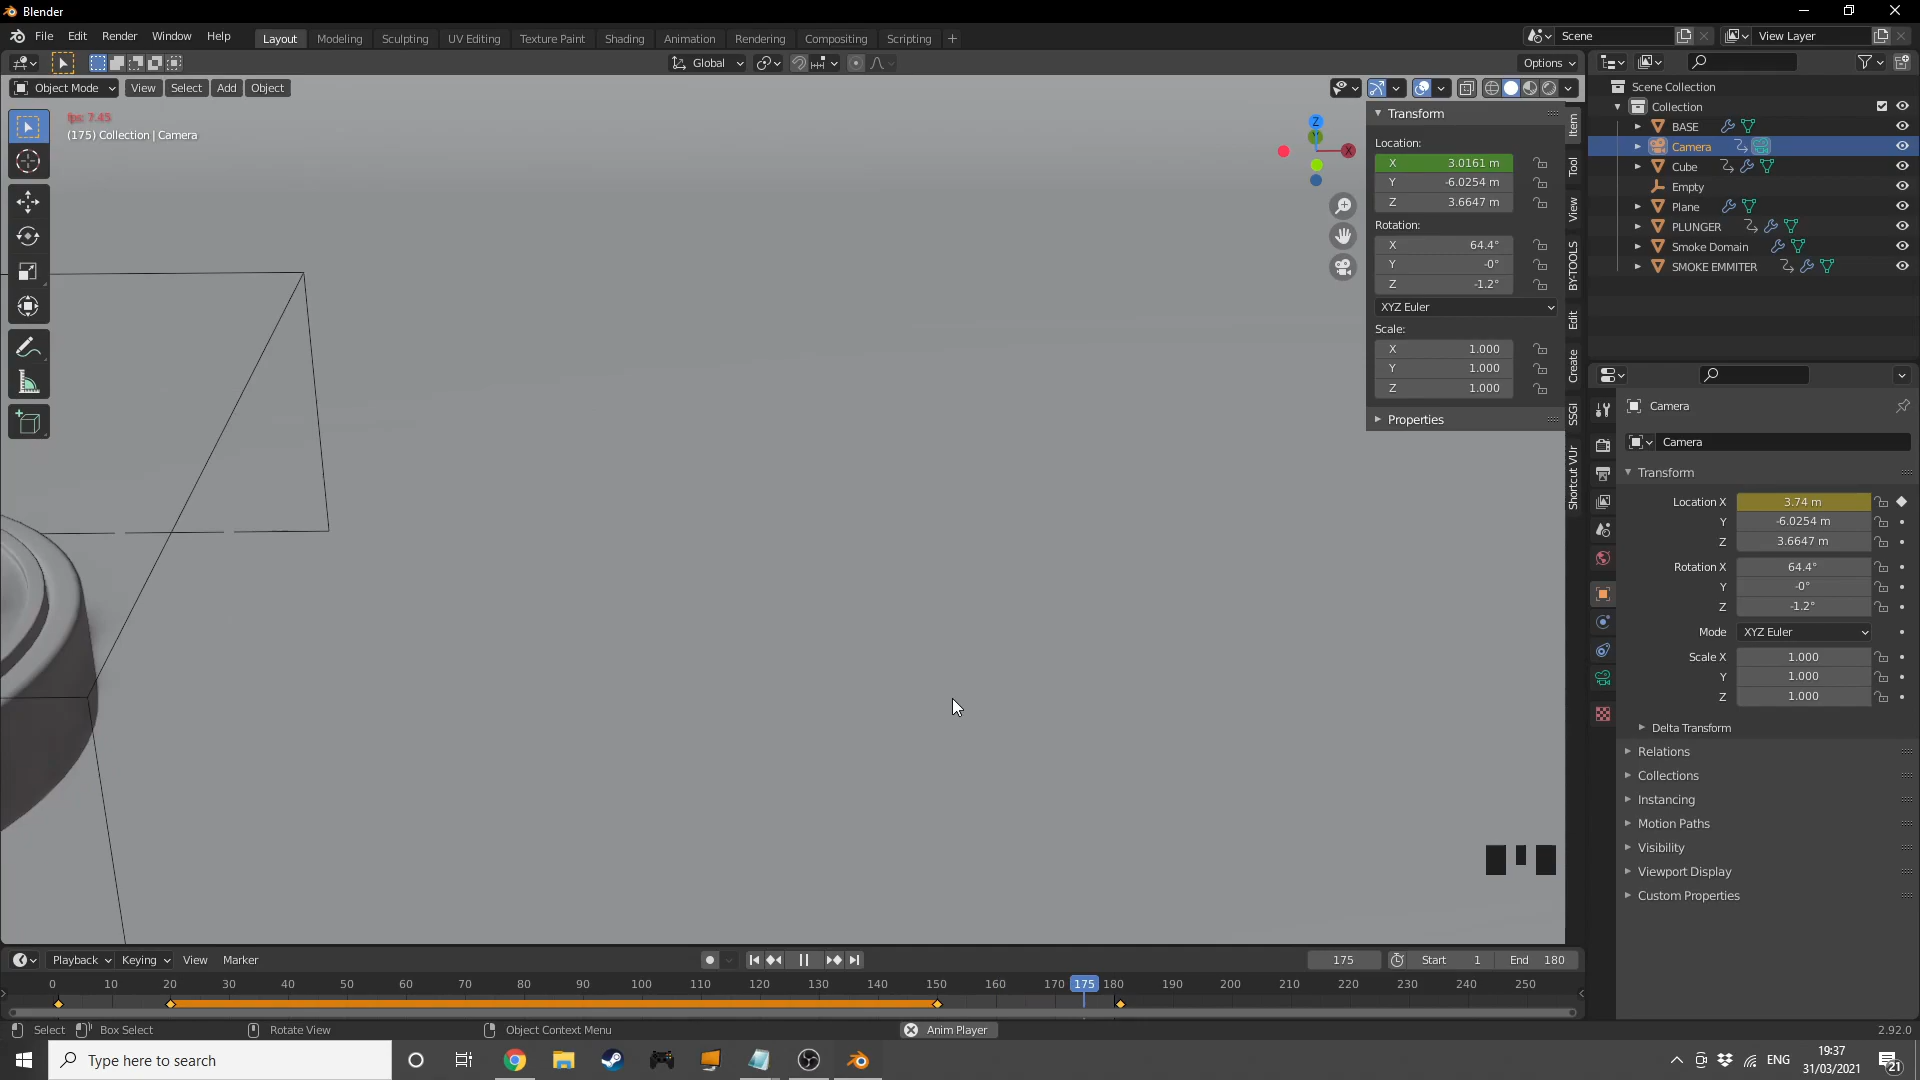 Blender
File Edit Render Window Help
Layout Modeling Sculpting UV Editing Texture Paint Shading Animation Rendering Compositing Scripting
Scene
View Layer
Global
Options
Object Mode View Select Add Object
fps: 7.45
(175) Collection | Camera
Z
X
Transform
Location:
X 3.0161 m
Y -6.0254 m
Z 3.6647 m
Rotation:
X 64.4°
Y -0°
Z -1.2°
XYZ Euler
Scale:
X 1.000
Y 1.000
Z 1.000
Properties
Item
Tool
View
BY-TOOLS
Edit
Create
SSGI
Shortcut VUr
Scene Collection
Collection
BASE
Camera
Cube
Empty
Plane
PLUNGER
Smoke Domain
SMOKE EMMITER
Camera
Camera
Transform
Location X 3.74 m
Y -6.0254 m
Z 3.6647 m
Rotation X 64.4°
Y -0°
Z -1.2°
Mode XYZ Euler
Scale X 1.000
Y 1.000
Z 1.000
Delta Transform
Relations
Collections
Instancing
Motion Paths
Visibility
Viewport Display
Custom Properties
Playback Keying View Marker
175 Start 1 End 180
0 10 20 30 40 50 60 70 80 90 100 110 120 130 140 150 160 170 175 180 190 200 210 220 230 240 250
Select Box Select Rotate View Object Context Menu Anim Player 2.92.0
Type here to search
ENG
19:37
31/03/2021
21